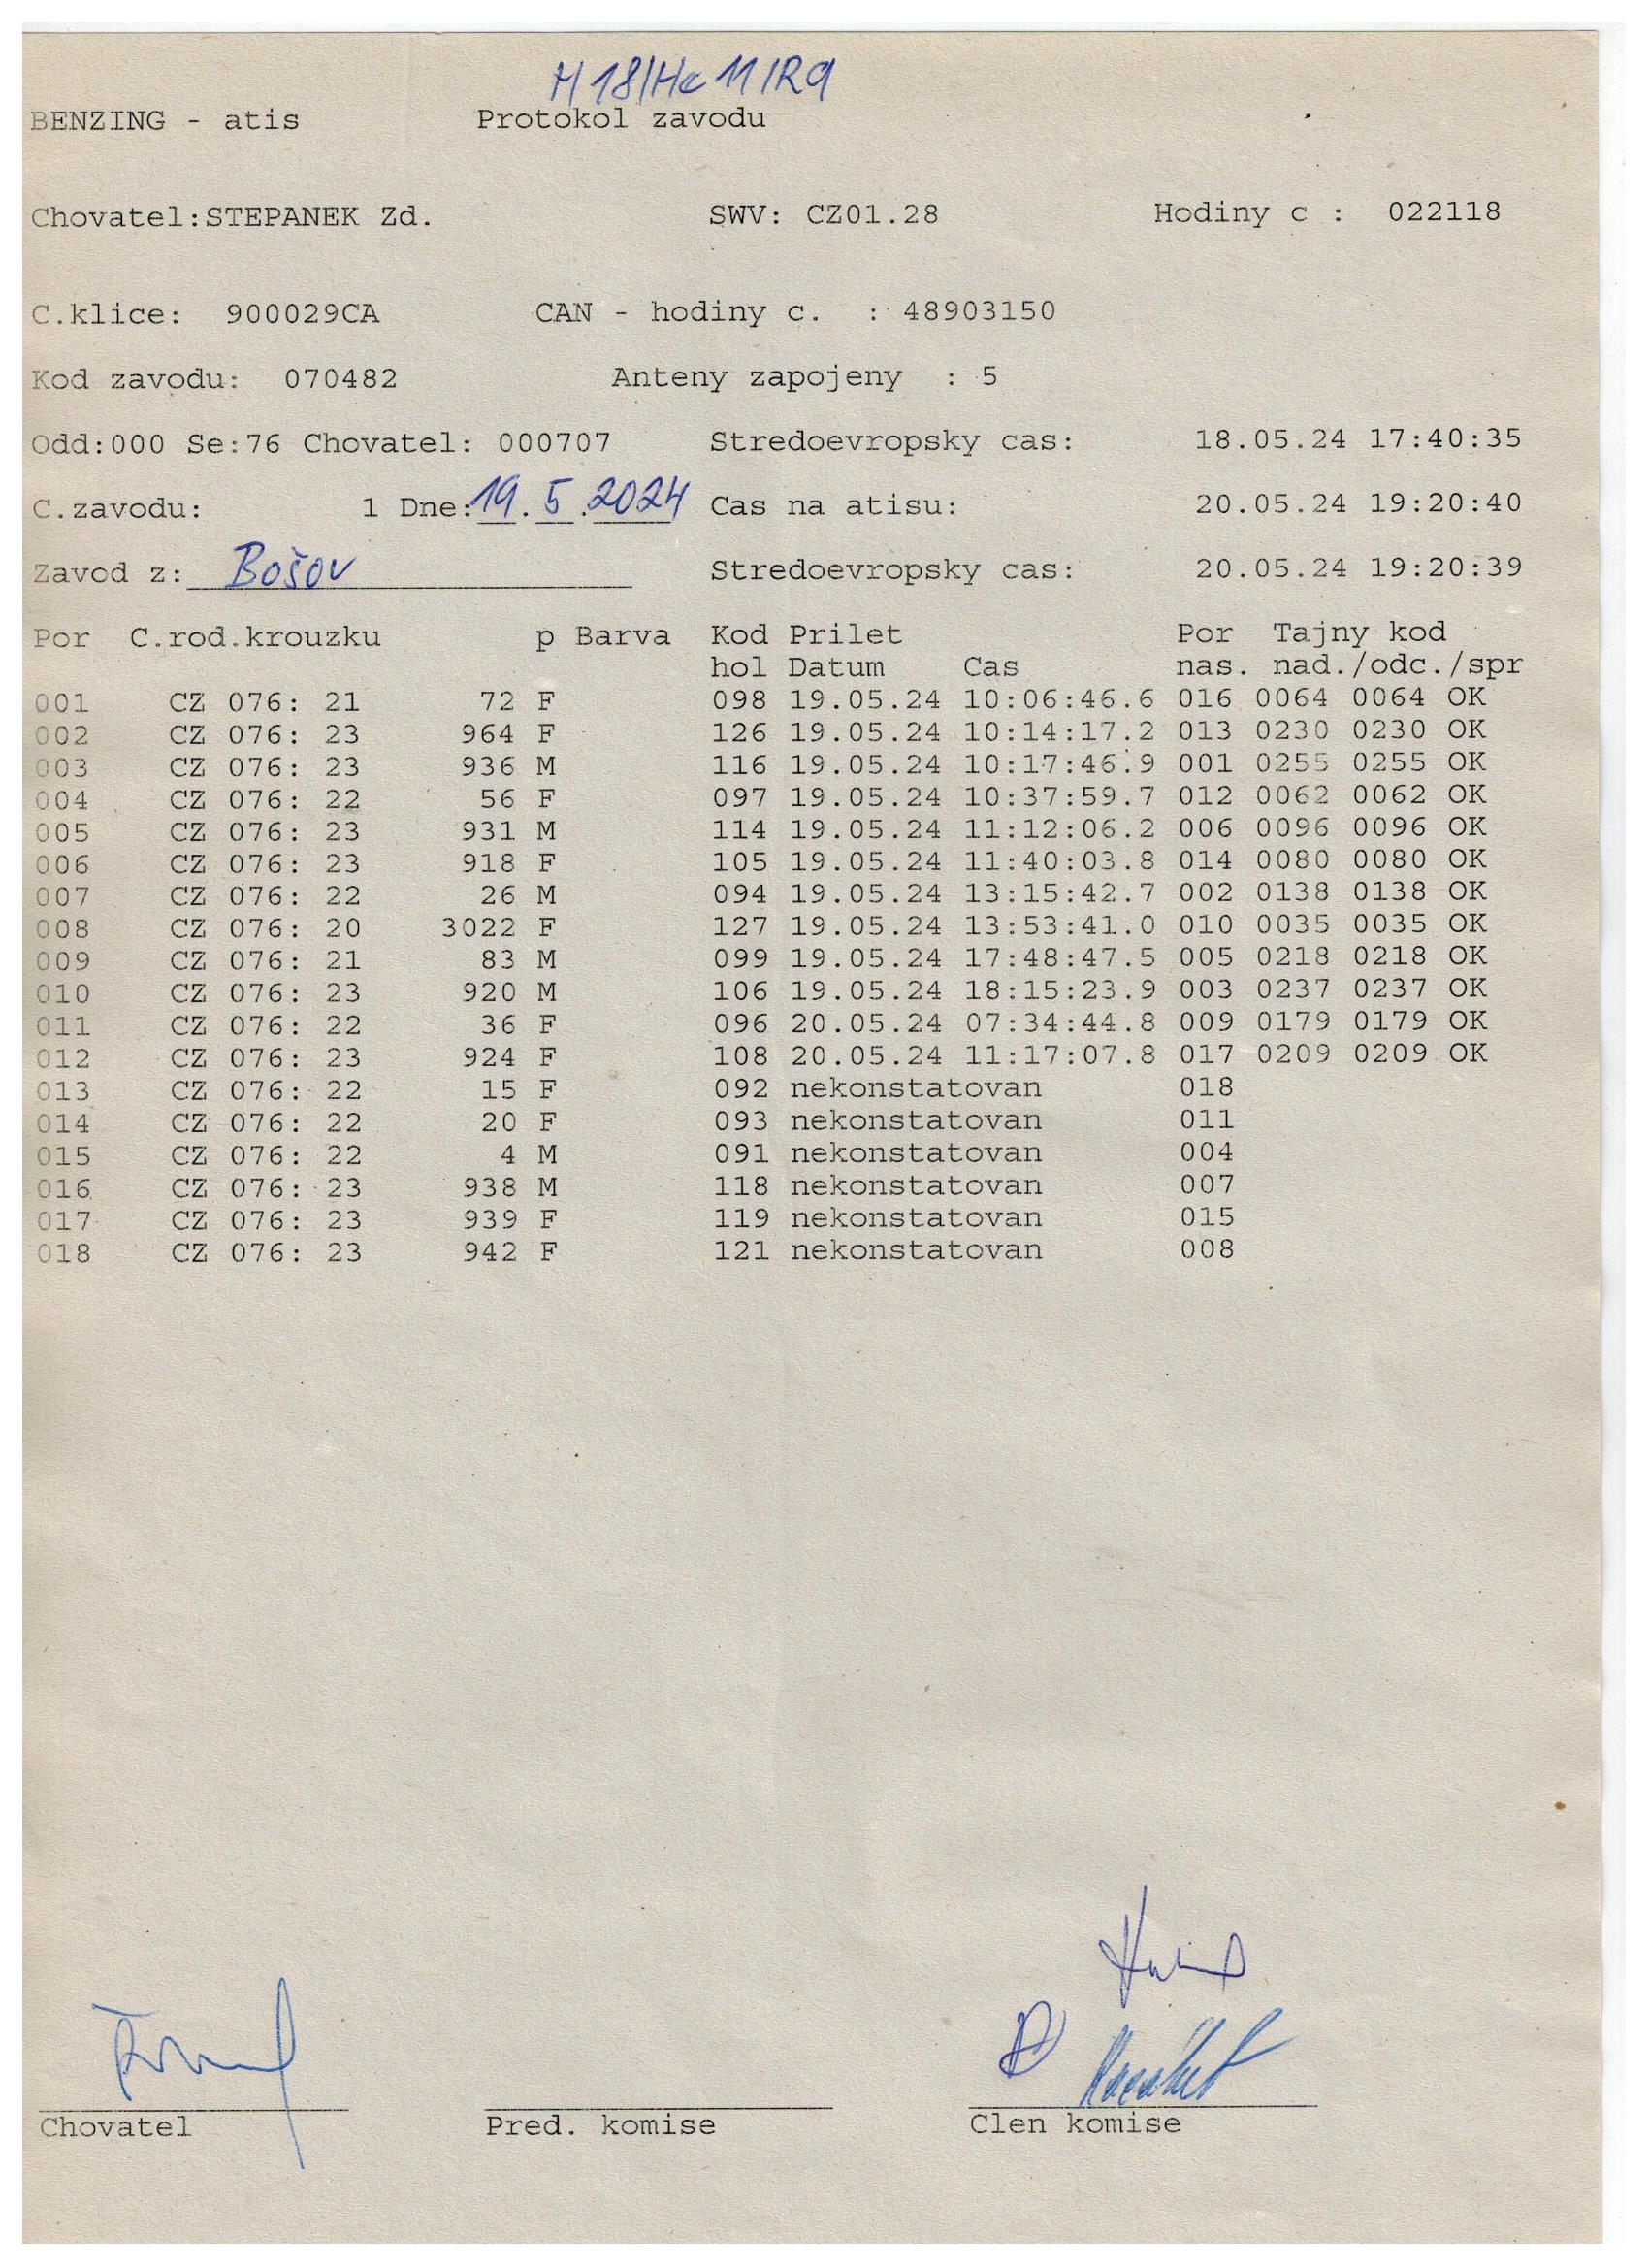 M 18/Hc 11/R9
BENZING - atis Protokol zavodu
Chovatel:STEPANEK Zd. SWV: CZ01.28 Hodiny c : 022118
C.klice: 900029CA CAN - hodiny c. : 48903150
Kod zavodu: 070482 Anteny zapojeny : 5
Odd:000 Se:76 Chovatel: 000707 Stredoevropsky cas: 18.05.24 17:40:35
C.zavodu: 1 Dne:19.5.2024 Cas na atisu: 20.05.24 19:20:40
Zavod z: Bošov Stredoevropsky cas: 20.05.24 19:20:39
Por C.rod.krouzku p Barva Kod Prilet Por Tajny kod
hol Datum Cas nas. nad./odc./spr
001 CZ 076: 21 72 F 098 19.05.24 10:06:46.6 016 0064 0064 OK
002 CZ 076: 23 964 F 126 19.05.24 10:14:17.2 013 0230 0230 OK
003 CZ 076: 23 936 M 116 19.05.24 10:17:46.9 001 0255 0255 OK
004 CZ 076: 22 56 F 097 19.05.24 10:37:59.7 012 0062 0062 OK
005 CZ 076: 23 931 M 114 19.05.24 11:12:06.2 006 0096 0096 OK
006 CZ 076: 23 918 F 105 19.05.24 11:40:03.8 014 0080 0080 OK
007 CZ 076: 22 26 M 094 19.05.24 13:15:42.7 002 0138 0138 OK
008 CZ 076: 20 3022 F 127 19.05.24 13:53:41.0 010 0035 0035 OK
009 CZ 076: 21 83 M 099 19.05.24 17:48:47.5 005 0218 0218 OK
010 CZ 076: 23 920 M 106 19.05.24 18:15:23.9 003 0237 0237 OK
011 CZ 076: 22 36 F 096 20.05.24 07:34:44.8 009 0179 0179 OK
012 CZ 076: 23 924 F 108 20.05.24 11:17:07.8 017 0209 0209 OK
013 CZ 076: 22 15 F 092 nekonstatovan 018
014 CZ 076: 22 20 F 093 nekonstatovan 011
015 CZ 076: 22 4 M 091 nekonstatovan 004
016 CZ 076: 23 938 M 118 nekonstatovan 007
017 CZ 076: 23 939 F 119 nekonstatovan 015
018 CZ 076: 23 942 F 121 nekonstatovan 008
Chovatel Pred. komise Clen komise